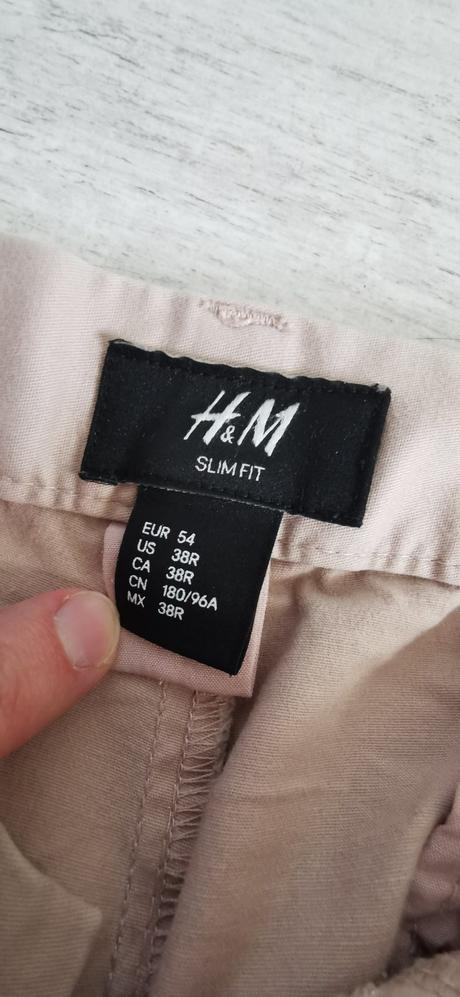 H&M
SLIM FIT
EUR 54
US 38R
CA 38R
CN 180/96A
MX 38R